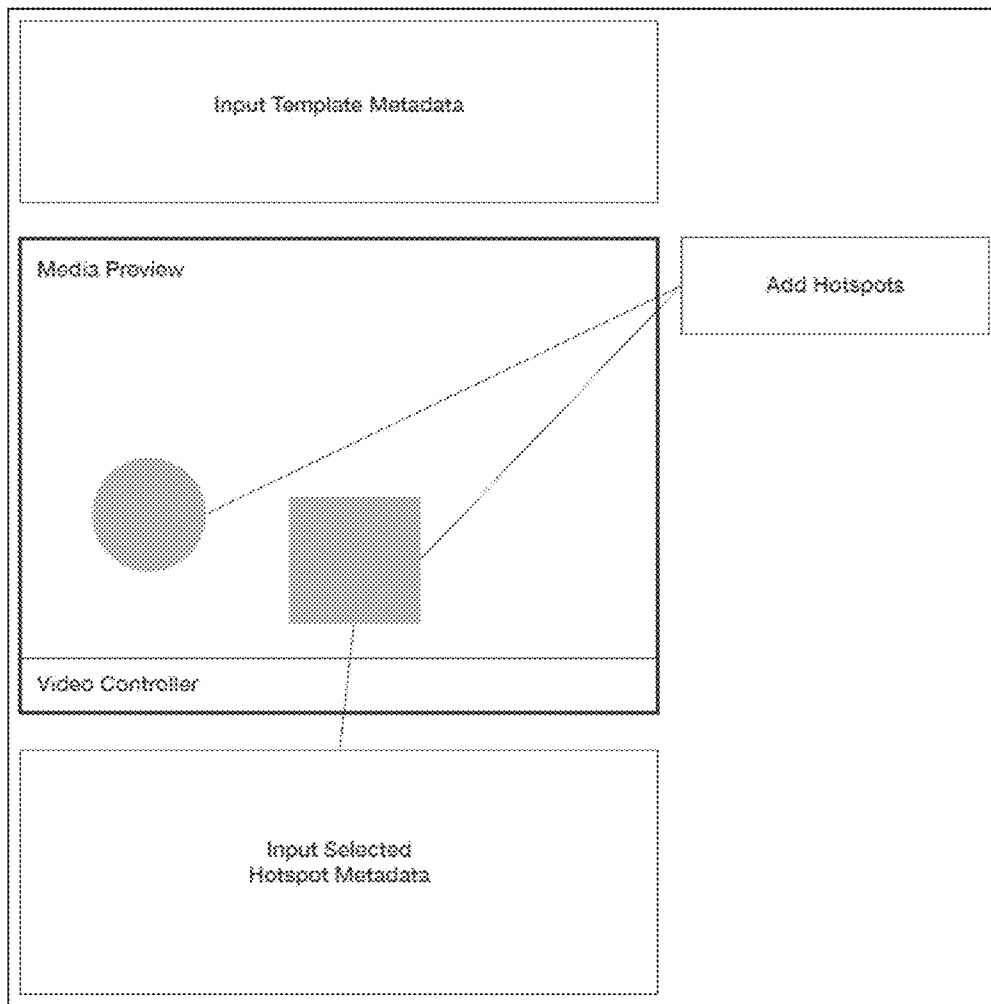 Input Template Metadata
Media Preview
Add Hotspots
Video Controller
Input Selected
Hotspot Metadata